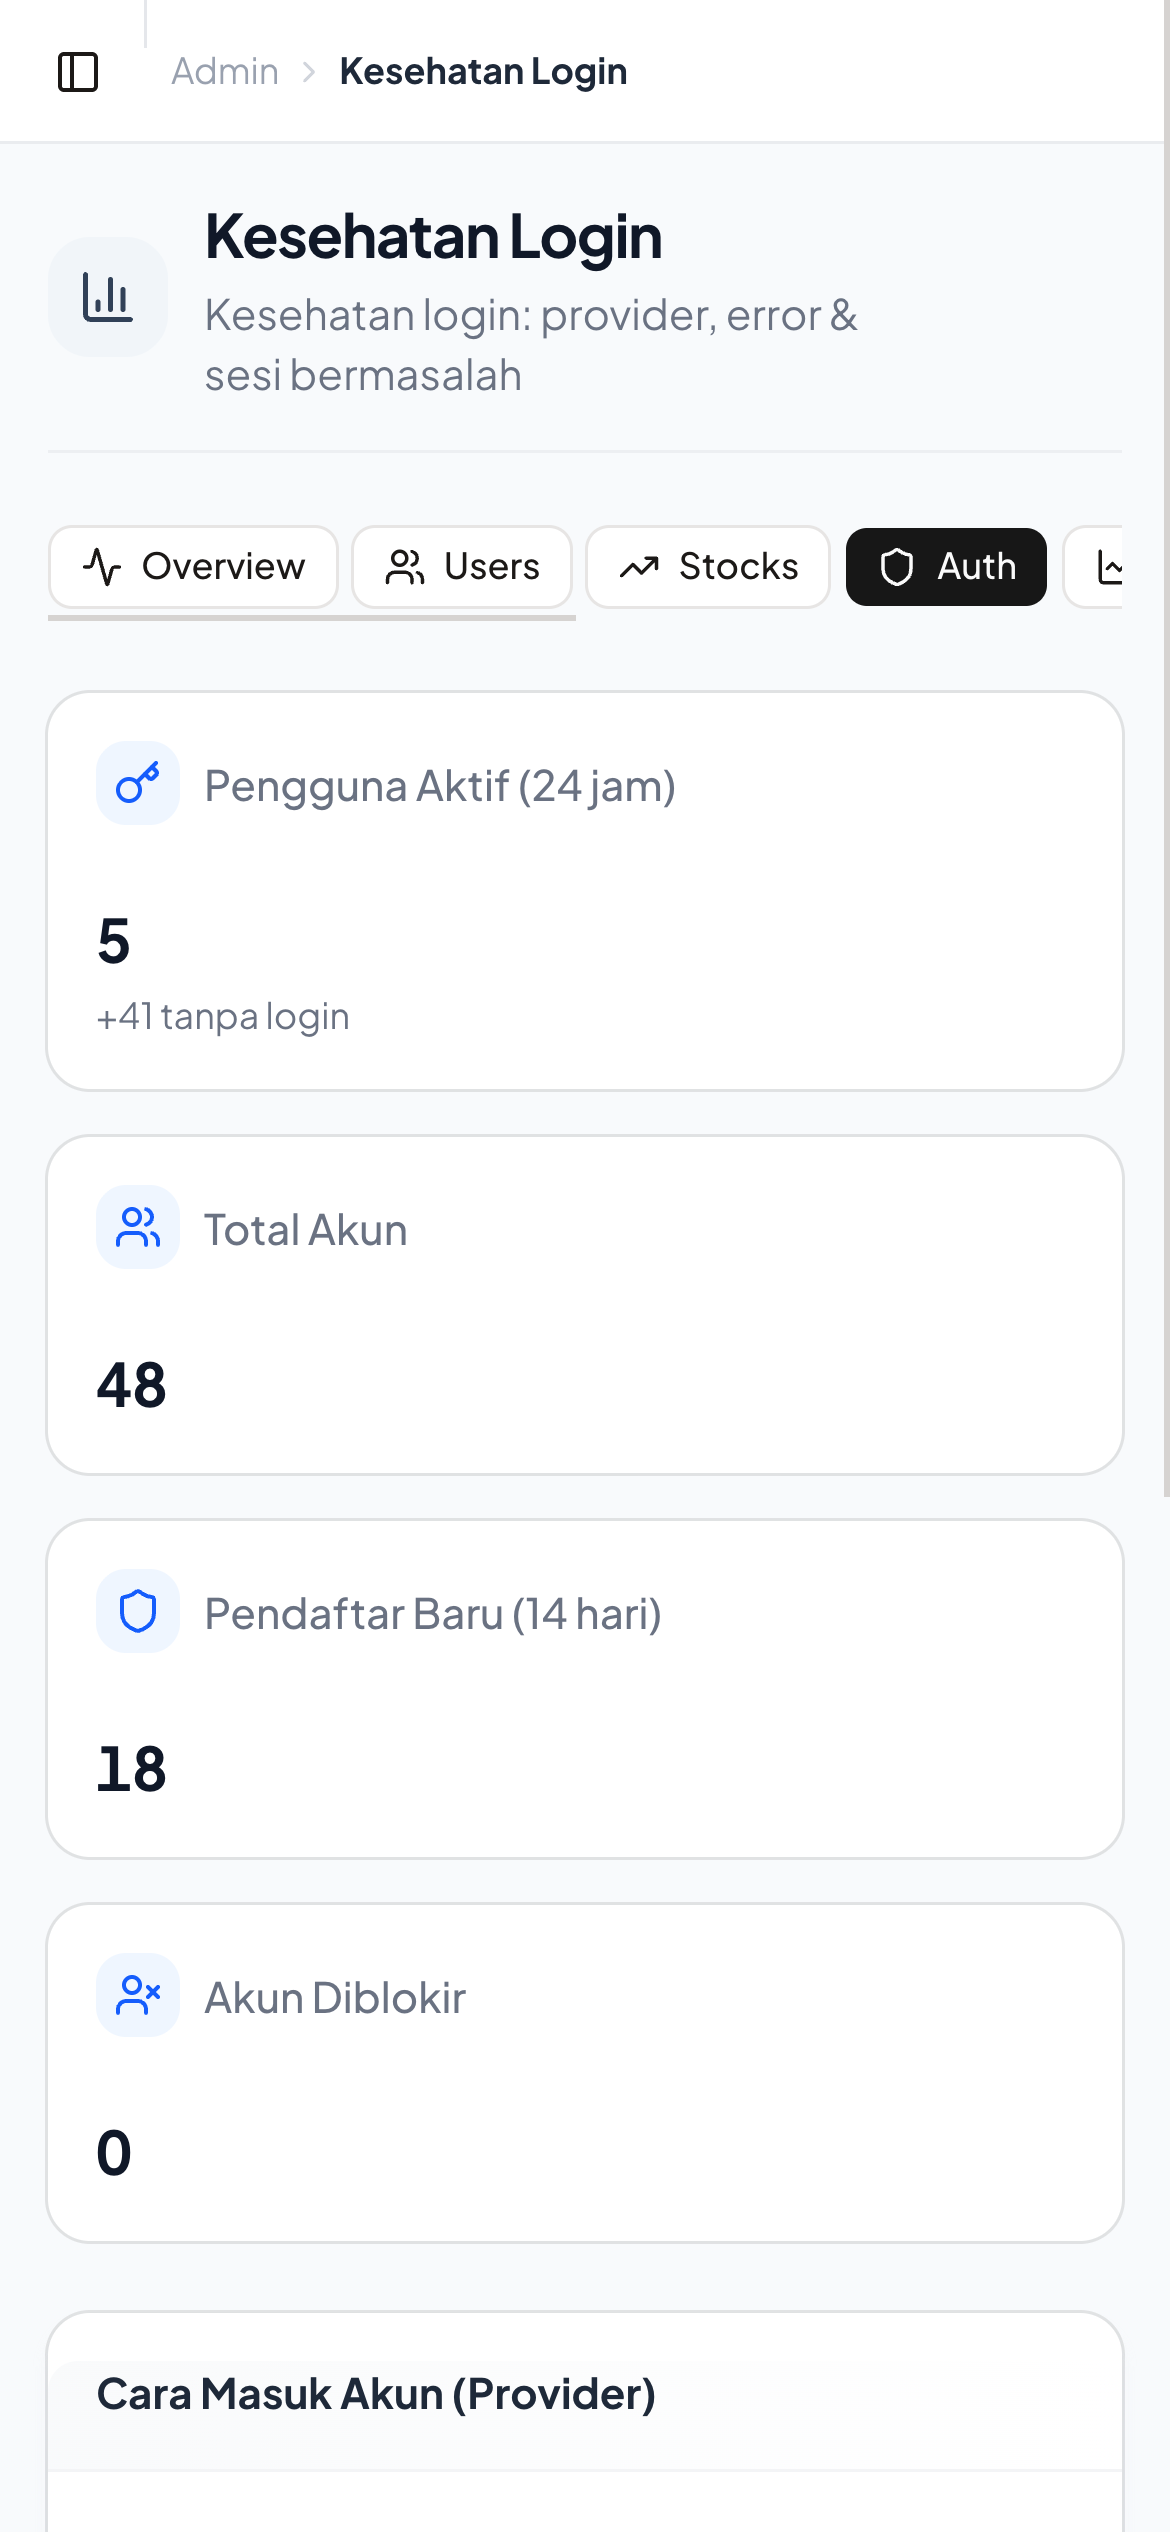 Admin > Kesehatan Login
Kesehatan Login
Kesehatan login: provider, error &
sesi bermasalah
Overview Users Stocks Auth
Pengguna Aktif (24 jam)
5
+41 tanpa login
Total Akun
48
Pendaftar Baru (14 hari)
18
Akun Diblokir
0
Cara Masuk Akun (Provider)